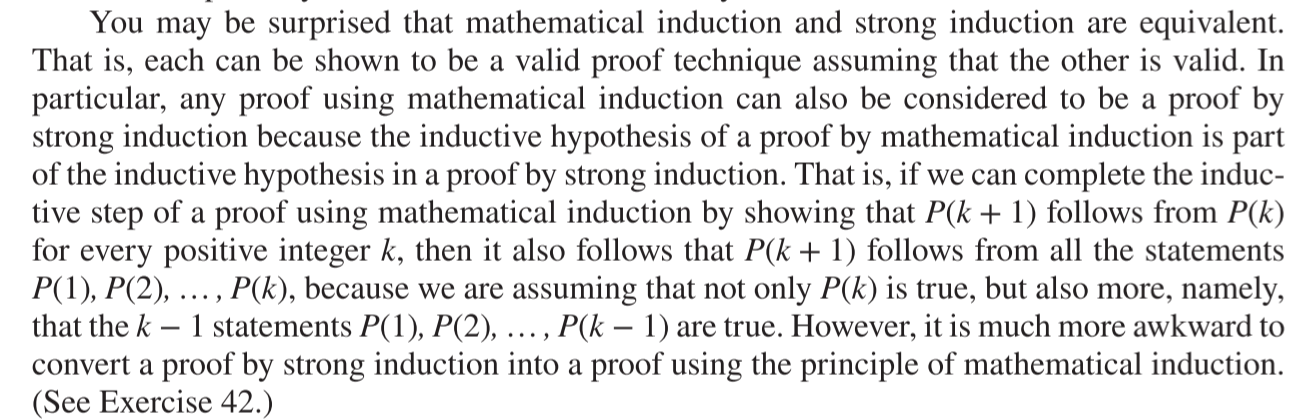 You may be surprised that mathematical induction and strong induction are equivalent.
That is, each can be shown to be a valid proof technique assuming that the other is valid. In
particular, any proof using mathematical induction can also be considered to be a proof by
strong induction because the inductive hypothesis of a proof by mathematical induction is part
of the inductive hypothesis in a proof by strong induction. That is, if we can complete the induc-
tive step of a proof using mathematical induction by showing that P(k + 1) follows from P(k)
for every positive integer k, then it also follows that P(k + 1) follows from all the statements
P(1), P(2), … , P(k), because we are assuming that not only P(k) is true, but also more, namely,
that the k − 1 statements P(1), P(2), … , P(k − 1) are true. However, it is much more awkward to
convert a proof by strong induction into a proof using the principle of mathematical induction.
(See Exercise 42.)